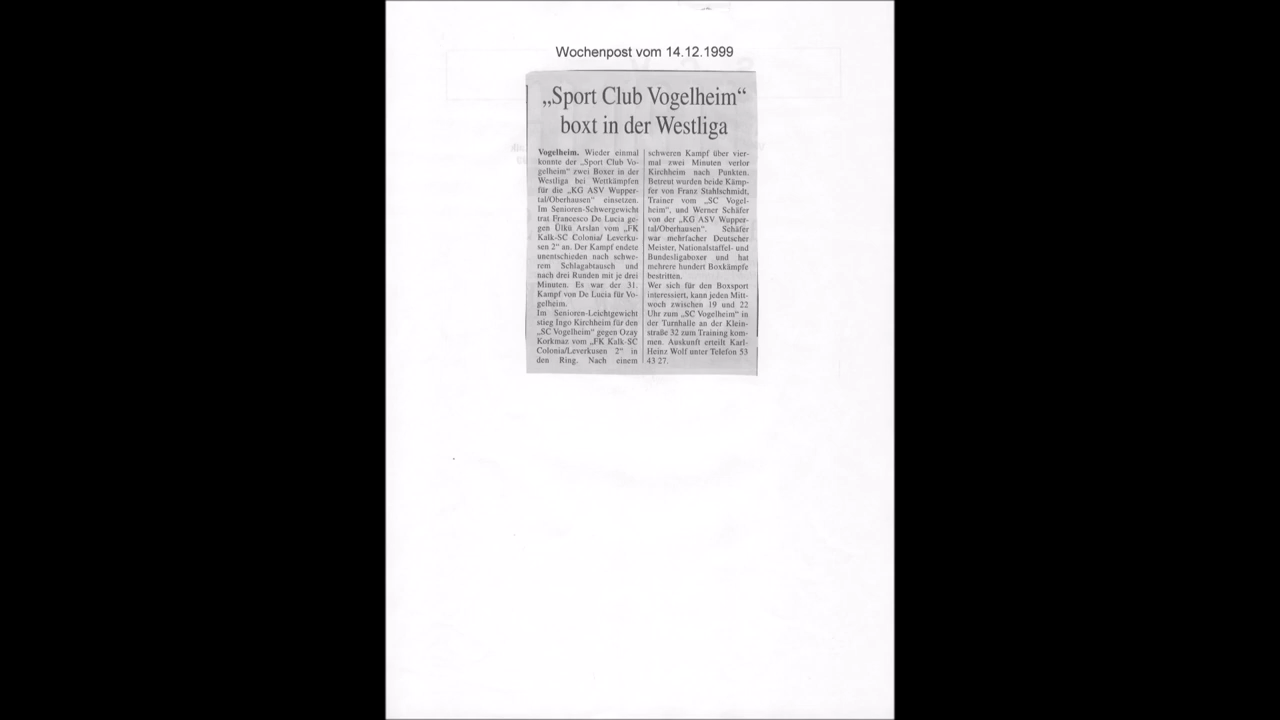 Wochenpost vom 14.12.1999
„Sport Club Vogelheim“
boxt in der Westliga
Vogelheim. Wieder einmal
konnte der „Sport Club Vo-
gelheim“ zwei Boxer in der
Westliga bei Wettkämpfen
für die „KG ASV Wupper-
tal/Oberhausen“ einsetzen.
Im Senioren-Schwergewicht
trat Francesco De Lucia ge-
gen Ülkü Arslan vom „FK
Kalk-SC Colonia/ Leverku-
sen 2“ an. Der Kampf endete
unentschieden nach schwe-
rem Schlagabtausch und
nach drei Runden mit je drei
Minuten. Es war der 31.
Kampf von De Lucia für Vo-
gelheim.
Im Senioren-Leichtgewicht
stieg Ingo Kirchheim für den
„SC Vogelheim“ gegen Ozay
Korkmaz vom „FK Kalk-SC
Colonia/Leverkusen 2“ in
den Ring. Nach einem
schweren Kampf über vier-
mal zwei Minuten verlor
Kirchheim nach Punkten.
Betreut wurden beide Kämp-
fer von Franz Stahlschmidt,
Trainer vom „SC Vogel-
heim“, und Werner Schäfer
von der „KG ASV Wupper-
tal/Oberhausen“. Schäfer
war mehrfacher Deutscher
Meister, Nationalstaffel- und
Bundesligaboxer und hat
mehrere hundert Boxkämpfe
bestritten.
Wer sich für den Boxsport
interessiert, kann jeden Mitt-
woch zwischen 19 und 22
Uhr zum „SC Vogelheim“ in
der Turnhalle an der Klein-
straße 32 zum Training kom-
men. Auskunft erteilt Karl-
Heinz Wolf unter Telefon 53
43 27.